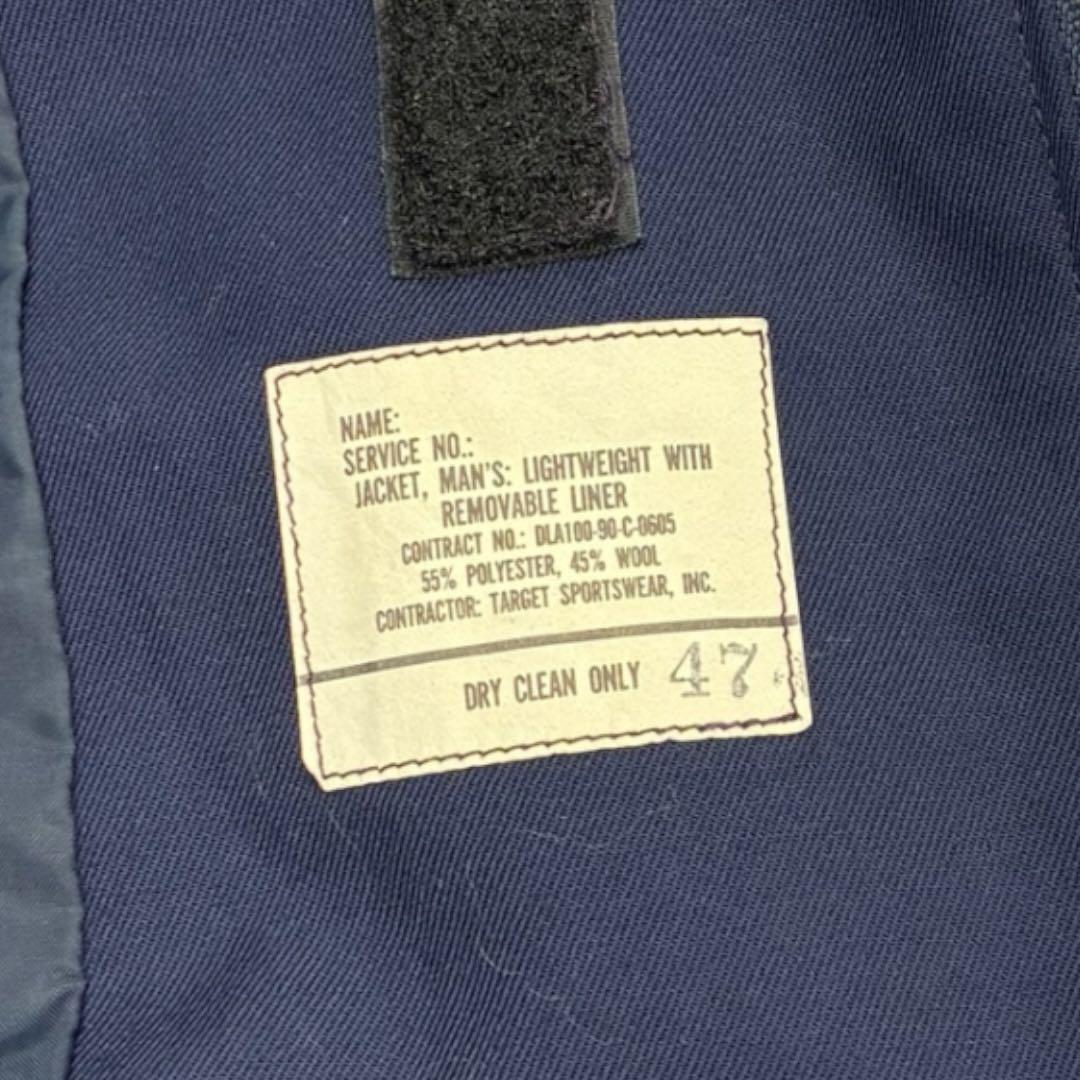 NAME:
SERVICE NO.:
JACKET, MAN'S: LIGHTWEIGHT WITH
REMOVABLE LINER
CONTRACT NO.: DLA100-90-C-0605
55% POLYESTER, 45% WOOL
CONTRACTOR: TARGET SPORTSWEAR, INC.
DRY CLEAN ONLY 47